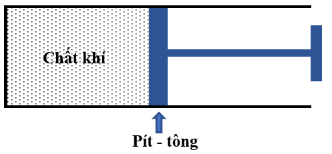 Chất khí
Pít - tông